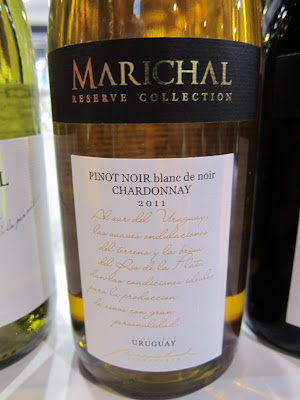 MARICHAL
RESERVE COLLECTION
PINOT NOIR blanc de noir
CHARDONNAY
2011
Al sur del Uruguay,
las suaves ondulaciones
del terreno y la brisa
del Río de la Plata
dan las condiciones ideales
para la producción
de vinos con gran
personalidad.
URUGUAY
Marichal
L